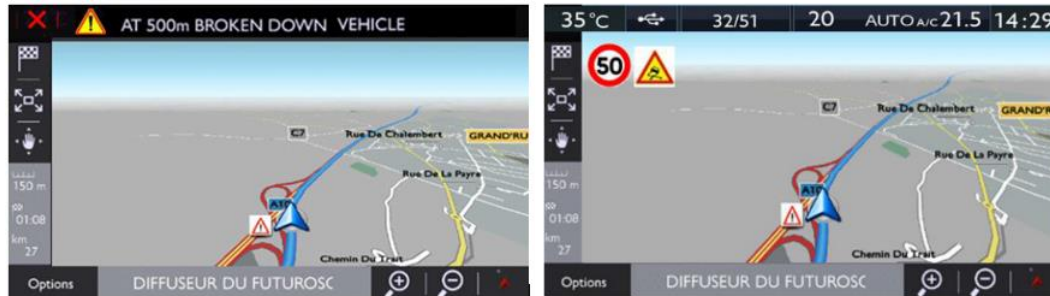 AT 500m BROKEN DOWN VEHICLE
C7
Rue De Chalembert
GRAND'RU
Rue De La Payre
A10
150 m
01:08
km
27
Chemin Du Trait
Options
DIFFUSEUR DU FUTUROSC
35°C
32/51
20
AUTO A/C 21.5
14:29
50
Rue De Chalembert
GRAND'R
Rue De La Payre
A10
150 m
01:08
km
27
Chemin Du Trait
Options
DIFFUSEUR DU FUTUROSC